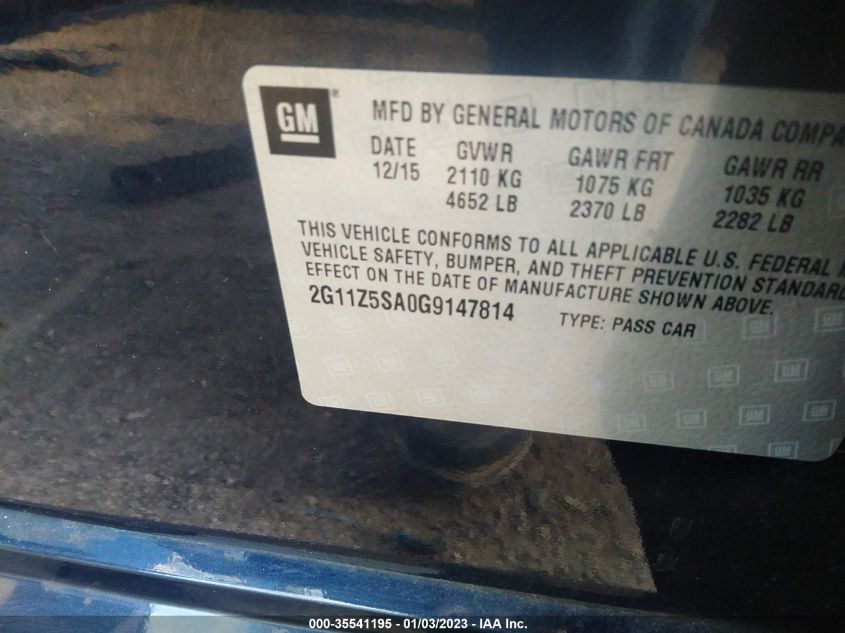 GM
MFD BY GENERAL MOTORS OF CANADA
DATE GVWR GAWR FRT GAWR RR
12/15 2110 KG 1075 KG 1035 KG
4652 LB 2370 LB 2282 LB
THIS VEHICLE CONFORMS TO ALL APPLICABLE U.S. FEDERAL
VEHICLE SAFETY, BUMPER, AND THEFT PREVENTION
EFFECT ON THE DATE OF MANUFACTURE SHOWN ABOVE.
2G11Z5SA0G9147814 TYPE: PASS CAR
000-35541195 - 01/03/2023 - IAA Inc.